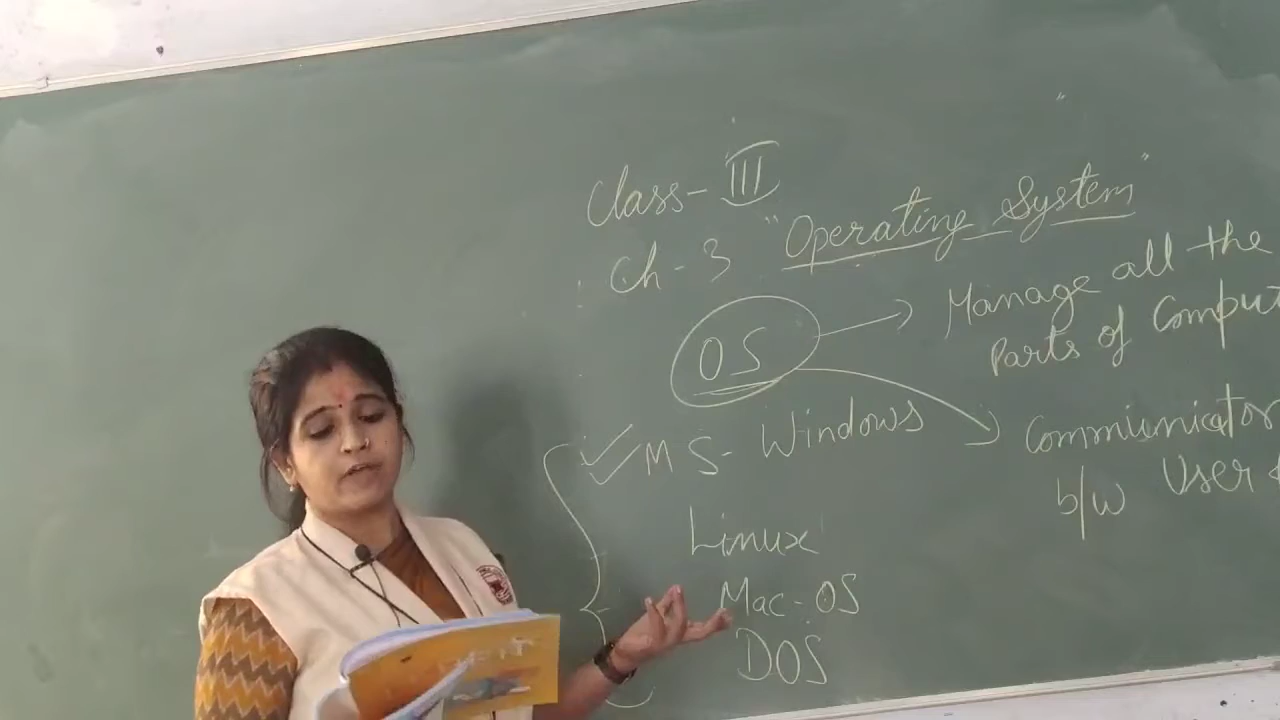 Class- III
Ch - 3 "Operating System"
OS → Manage all the
Parts of Comput
MS- Windows
Communicator
b/w User
Linux
Mac-OS
DOS